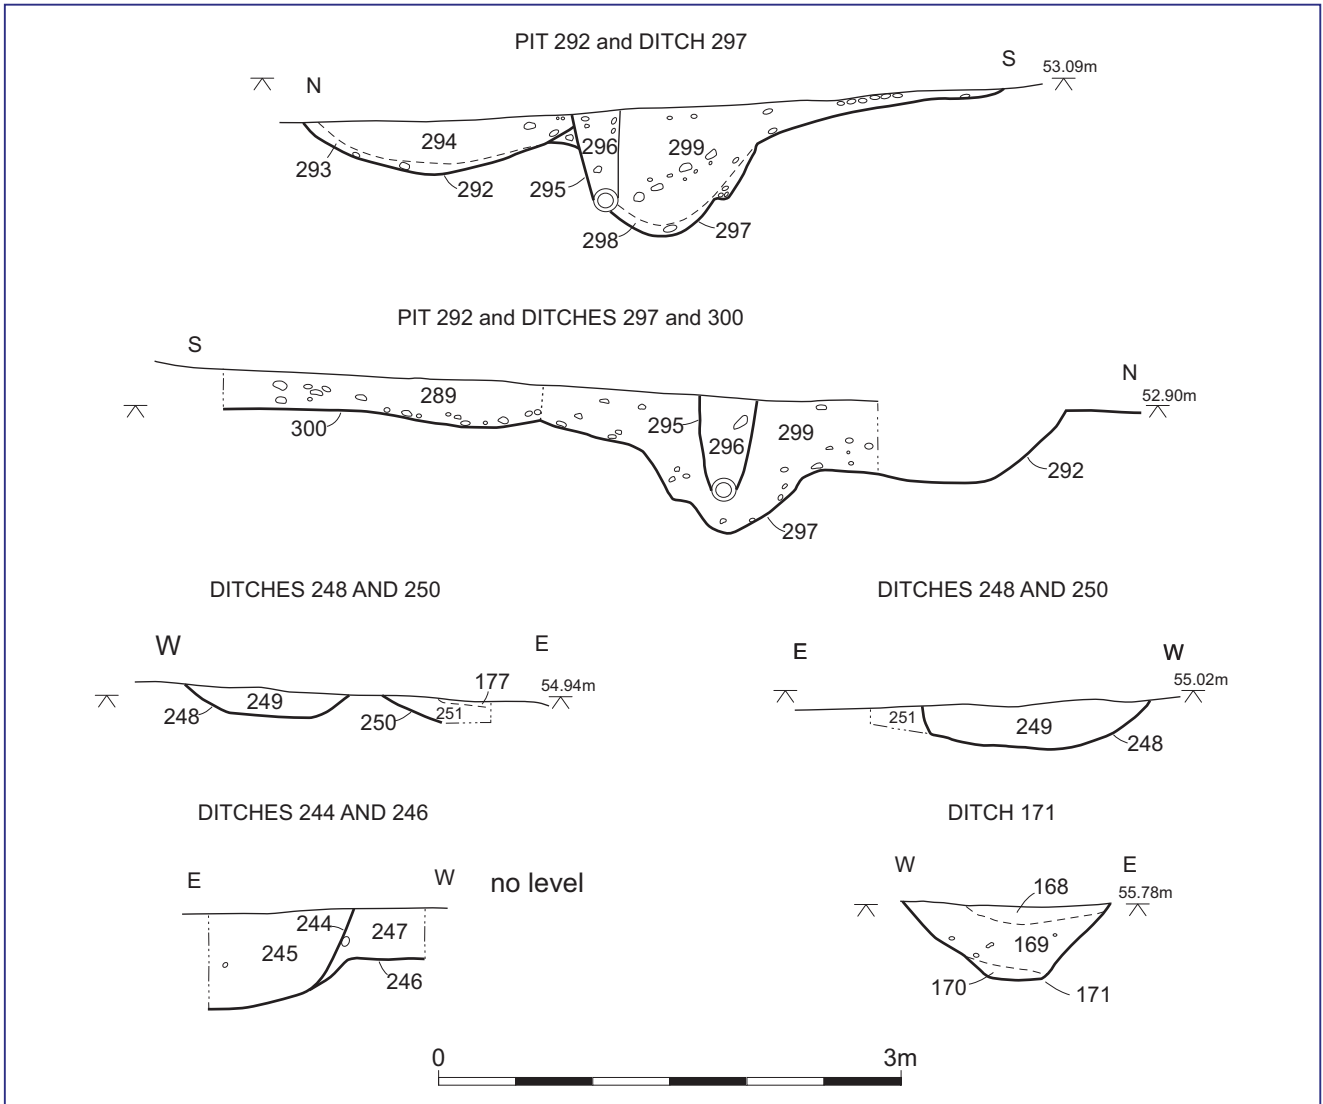 PIT 292 and DITCH 297
N
S
53.09m
294
296
299
293
292
295
298
297
PIT 292 and DITCHES 297 and 300
S
N
52.90m
289
300
295
296
299
292
297
DITCHES 248 AND 250
W
E
177
54.94m
249
248
250
251
DITCHES 248 AND 250
E
W
55.02m
251
249
248
DITCHES 244 AND 246
E
W
no level
244
247
245
246
DITCH 171
W
E
168
55.78m
169
170
171
0
3m